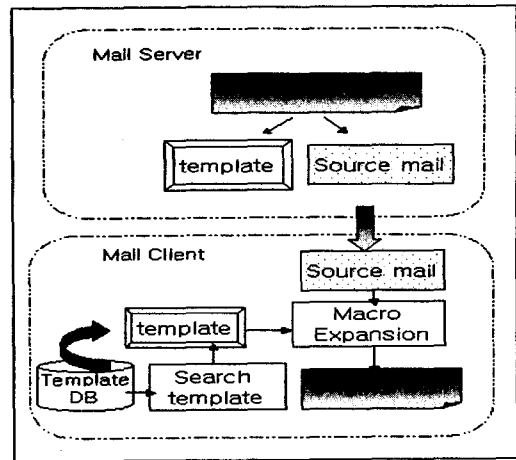 Mail Server
template
Source mail
Mail Client
Source mail
template
Macro
Expansion
Template
DB
Search
template